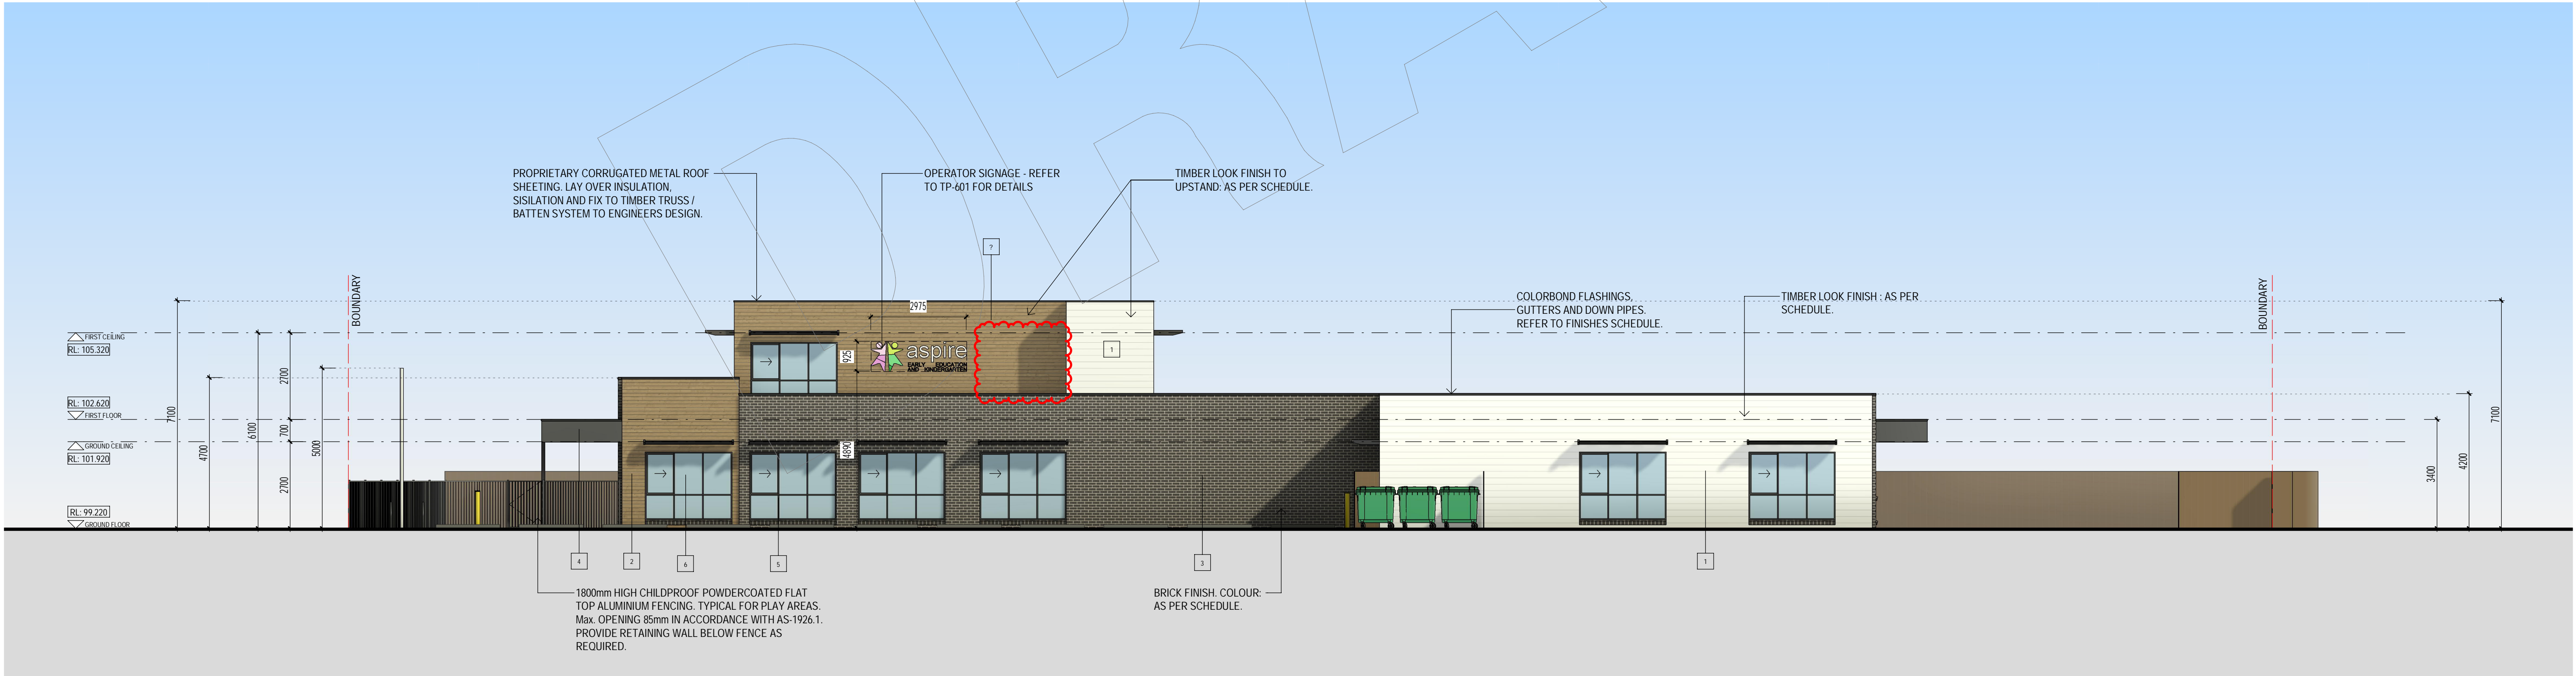 PROPRIETARY CORRUGATED METAL ROOF
SHEETING. LAY OVER INSULATION,
SISILATION AND FIX TO TIMBER TRUSS /
BATTEN SYSTEM TO ENGINEERS DESIGN.
OPERATOR SIGNAGE - REFER
TO TP-601 FOR DETAILS
TIMBER LOOK FINISH TO
UPSTAND: AS PER SCHEDULE.
?
COLORBOND FLASHINGS,
GUTTERS AND DOWN PIPES.
REFER TO FINISHES SCHEDULE.
TIMBER LOOK FINISH : AS PER
SCHEDULE.
BOUNDARY
BOUNDARY
FIRST CEILING
RL: 105.320
RL: 102.620
FIRST FLOOR
GROUND CEILING
RL: 101.920
RL: 99.220
GROUND FLOOR
7100
4700
6100
2700
700
2700
5000
2975
925
4890
aspire
EARLY EDUCATION
AND KINDERGARTEN
1
3400
4200
7100
4
2
6
5
3
1
1800mm HIGH CHILDPROOF POWDERCOATED FLAT
TOP ALUMINIUM FENCING. TYPICAL FOR PLAY AREAS.
Max. OPENING 85mm IN ACCORDANCE WITH AS-1926.1.
PROVIDE RETAINING WALL BELOW FENCE AS
REQUIRED.
BRICK FINISH. COLOUR:
AS PER SCHEDULE.